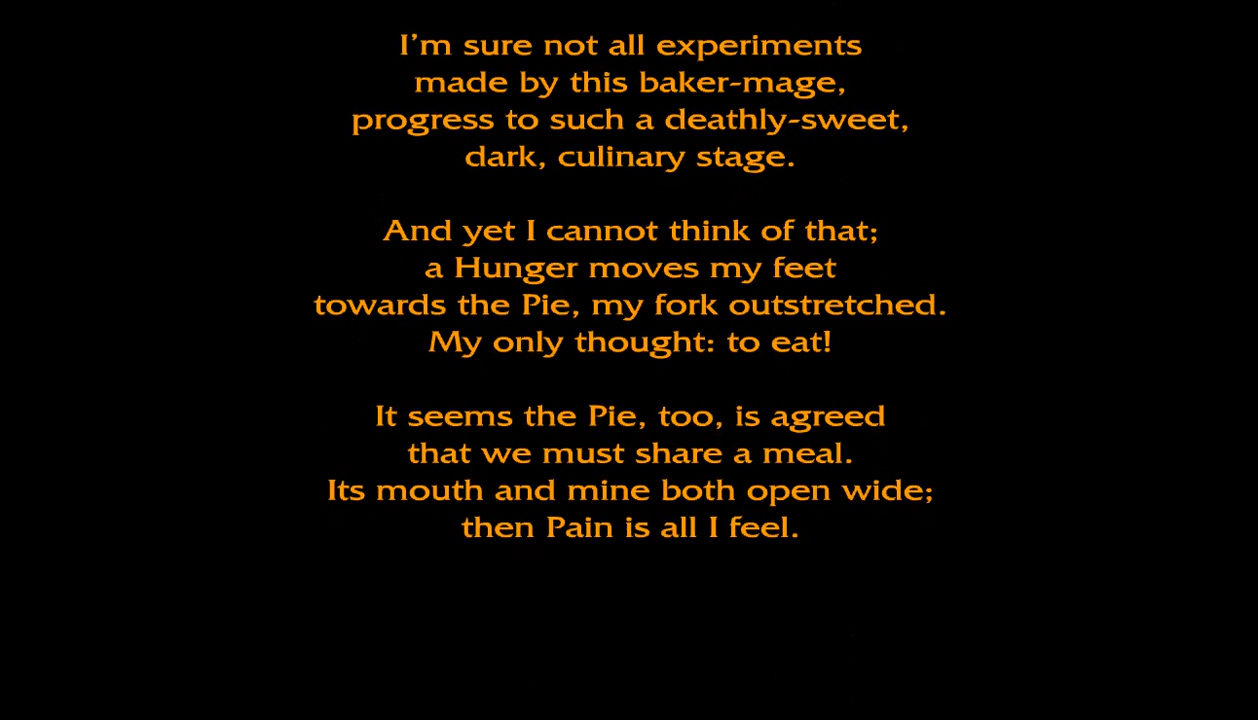 I'm sure not all experiments
made by this baker-mage,
progress to such a deathly-sweet,
dark, culinary stage.
And yet I cannot think of that;
a Hunger moves my feet
towards the Pie, my fork outstretched.
My only thought: to eat!
It seems the Pie, too, is agreed
that we must share a meal.
Its mouth and mine both open wide;
then Pain is all I feel.